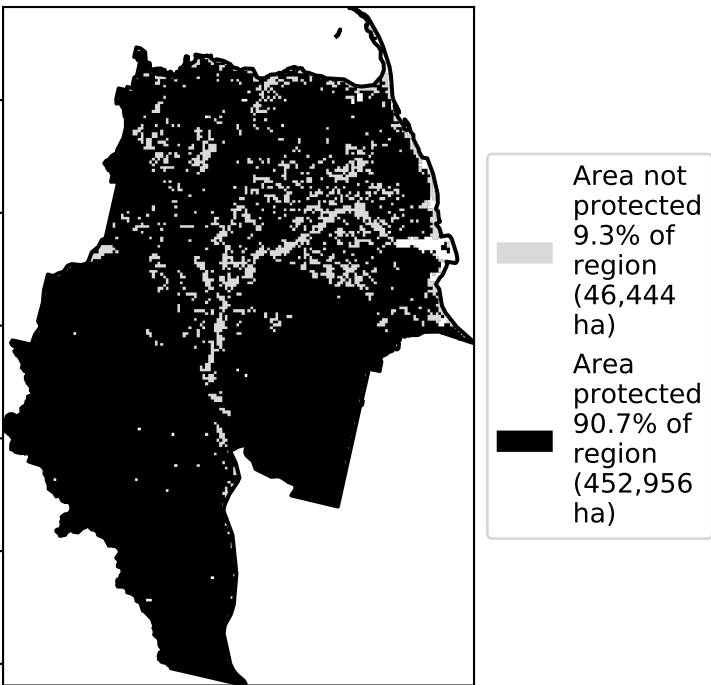 Area not
protected
9.3% of
region
(46,444
ha)
Area
protected
90.7% of
region
(452,956
ha)